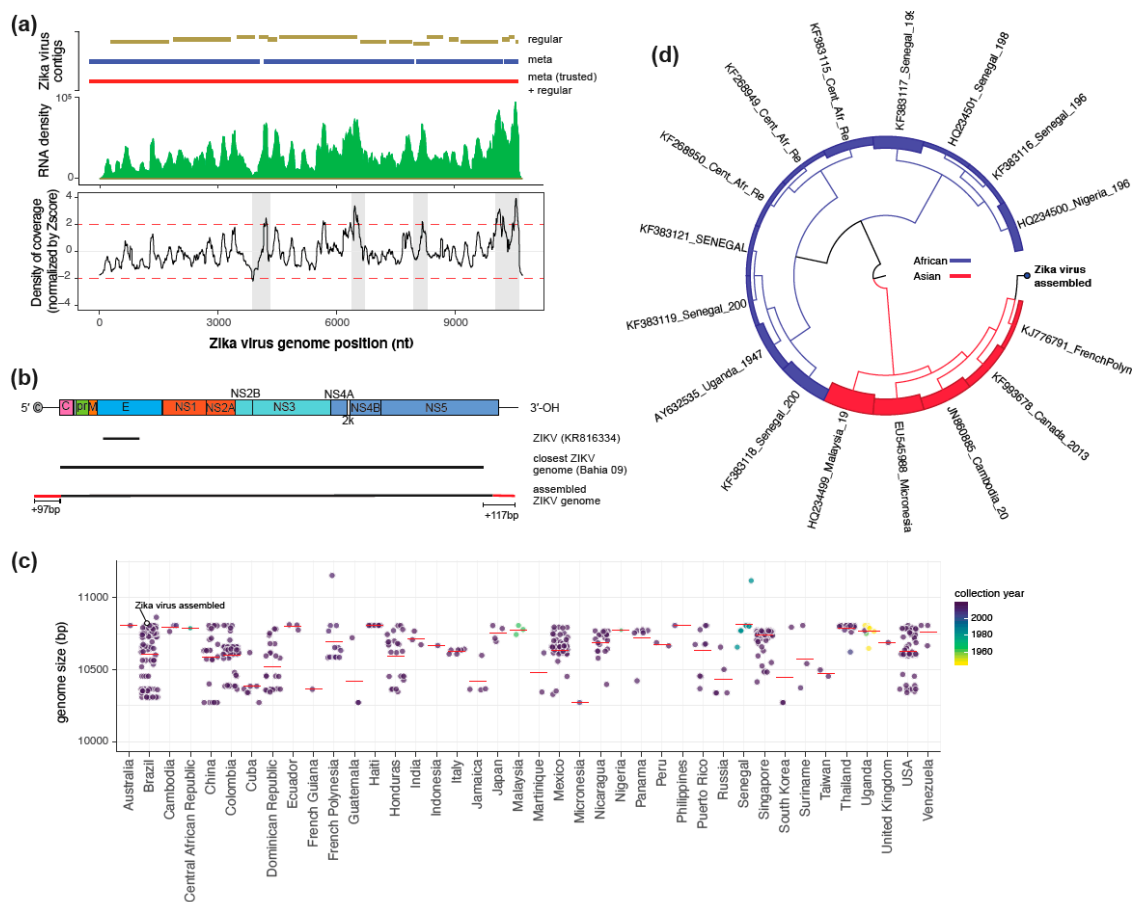 (a)
Zika virus
contigs
regular
meta
meta (trusted)
+ regular
RNA density
10⁵
0
Density of coverage
(normalized by Zscore)
4
2
0
−2
−4
0
3000
6000
9000
Zika virus genome position (nt)
(b)
5' ©
C
pr
M
E
NS1
NS2A
NS2B
NS3
NS4A
2k
NS4B
NS5
3'-OH
ZIKV (KR816334)
closest ZIKV
genome (Bahia 09)
assembled
ZIKV genome
+97bp
+117bp
(c)
genome size (bp)
11000
10500
10000
Zika virus assembled
Australia
Brazil
Cambodia
Central African Republic
China
Colombia
Cuba
Dominican Republic
Ecuador
French Guiana
French Polynesia
Guatemala
Haiti
Honduras
India
Indonesia
Italy
Jamaica
Japan
Malaysia
Martinique
Mexico
Micronesia
Nicaragua
Nigeria
Panama
Peru
Philippines
Puerto Rico
Russia
Senegal
Singapore
South Korea
Suriname
Taiwan
Thailand
Uganda
United Kingdom
USA
Venezuela
collection year
2000
1980
1960
(d)
KF383115_Cent_Afr_Re
KF383117_Senegal_196
HQ234501_Senegal_198
KF383116_Senegal_196
HQ234500_Nigeria_196
KF268949_Cent_Afr_Re
KF268950_Cent_Afr_Re
KF383121_SENEGAL
KF383119_Senegal_200
AY632535_Uganda_1947
KF383118_Senegal_200
HQ234499_Malaysia_19
EU545988_Micronesia
JN860885_Cambodia_20
KF993678_Canada_2013
KJ776791_FrenchPolyn
African
Asian
Zika virus
assembled